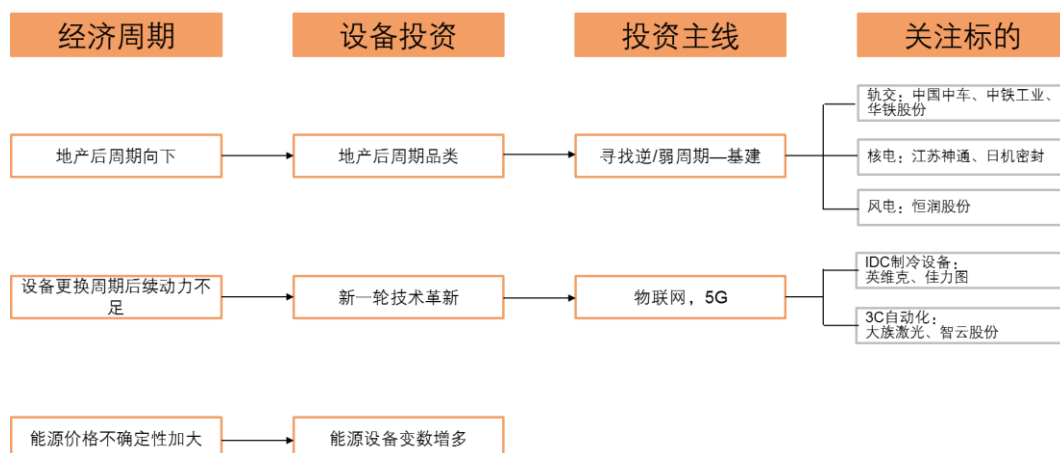 经济周期
设备投资
投资主线
关注标的
地产后周期向下
地产后周期品类
寻找逆/弱周期—基建
轨交：中国中车、中铁工业、
华铁股份
核电：江苏神通、日机密封
风电：恒润股份
设备更换周期后续动力不
足
新一轮技术革新
物联网，5G
IDC制冷设备：
英维克、佳力图
3C自动化：
大族激光、智云股份
能源价格不确定性加大
能源设备变数增多